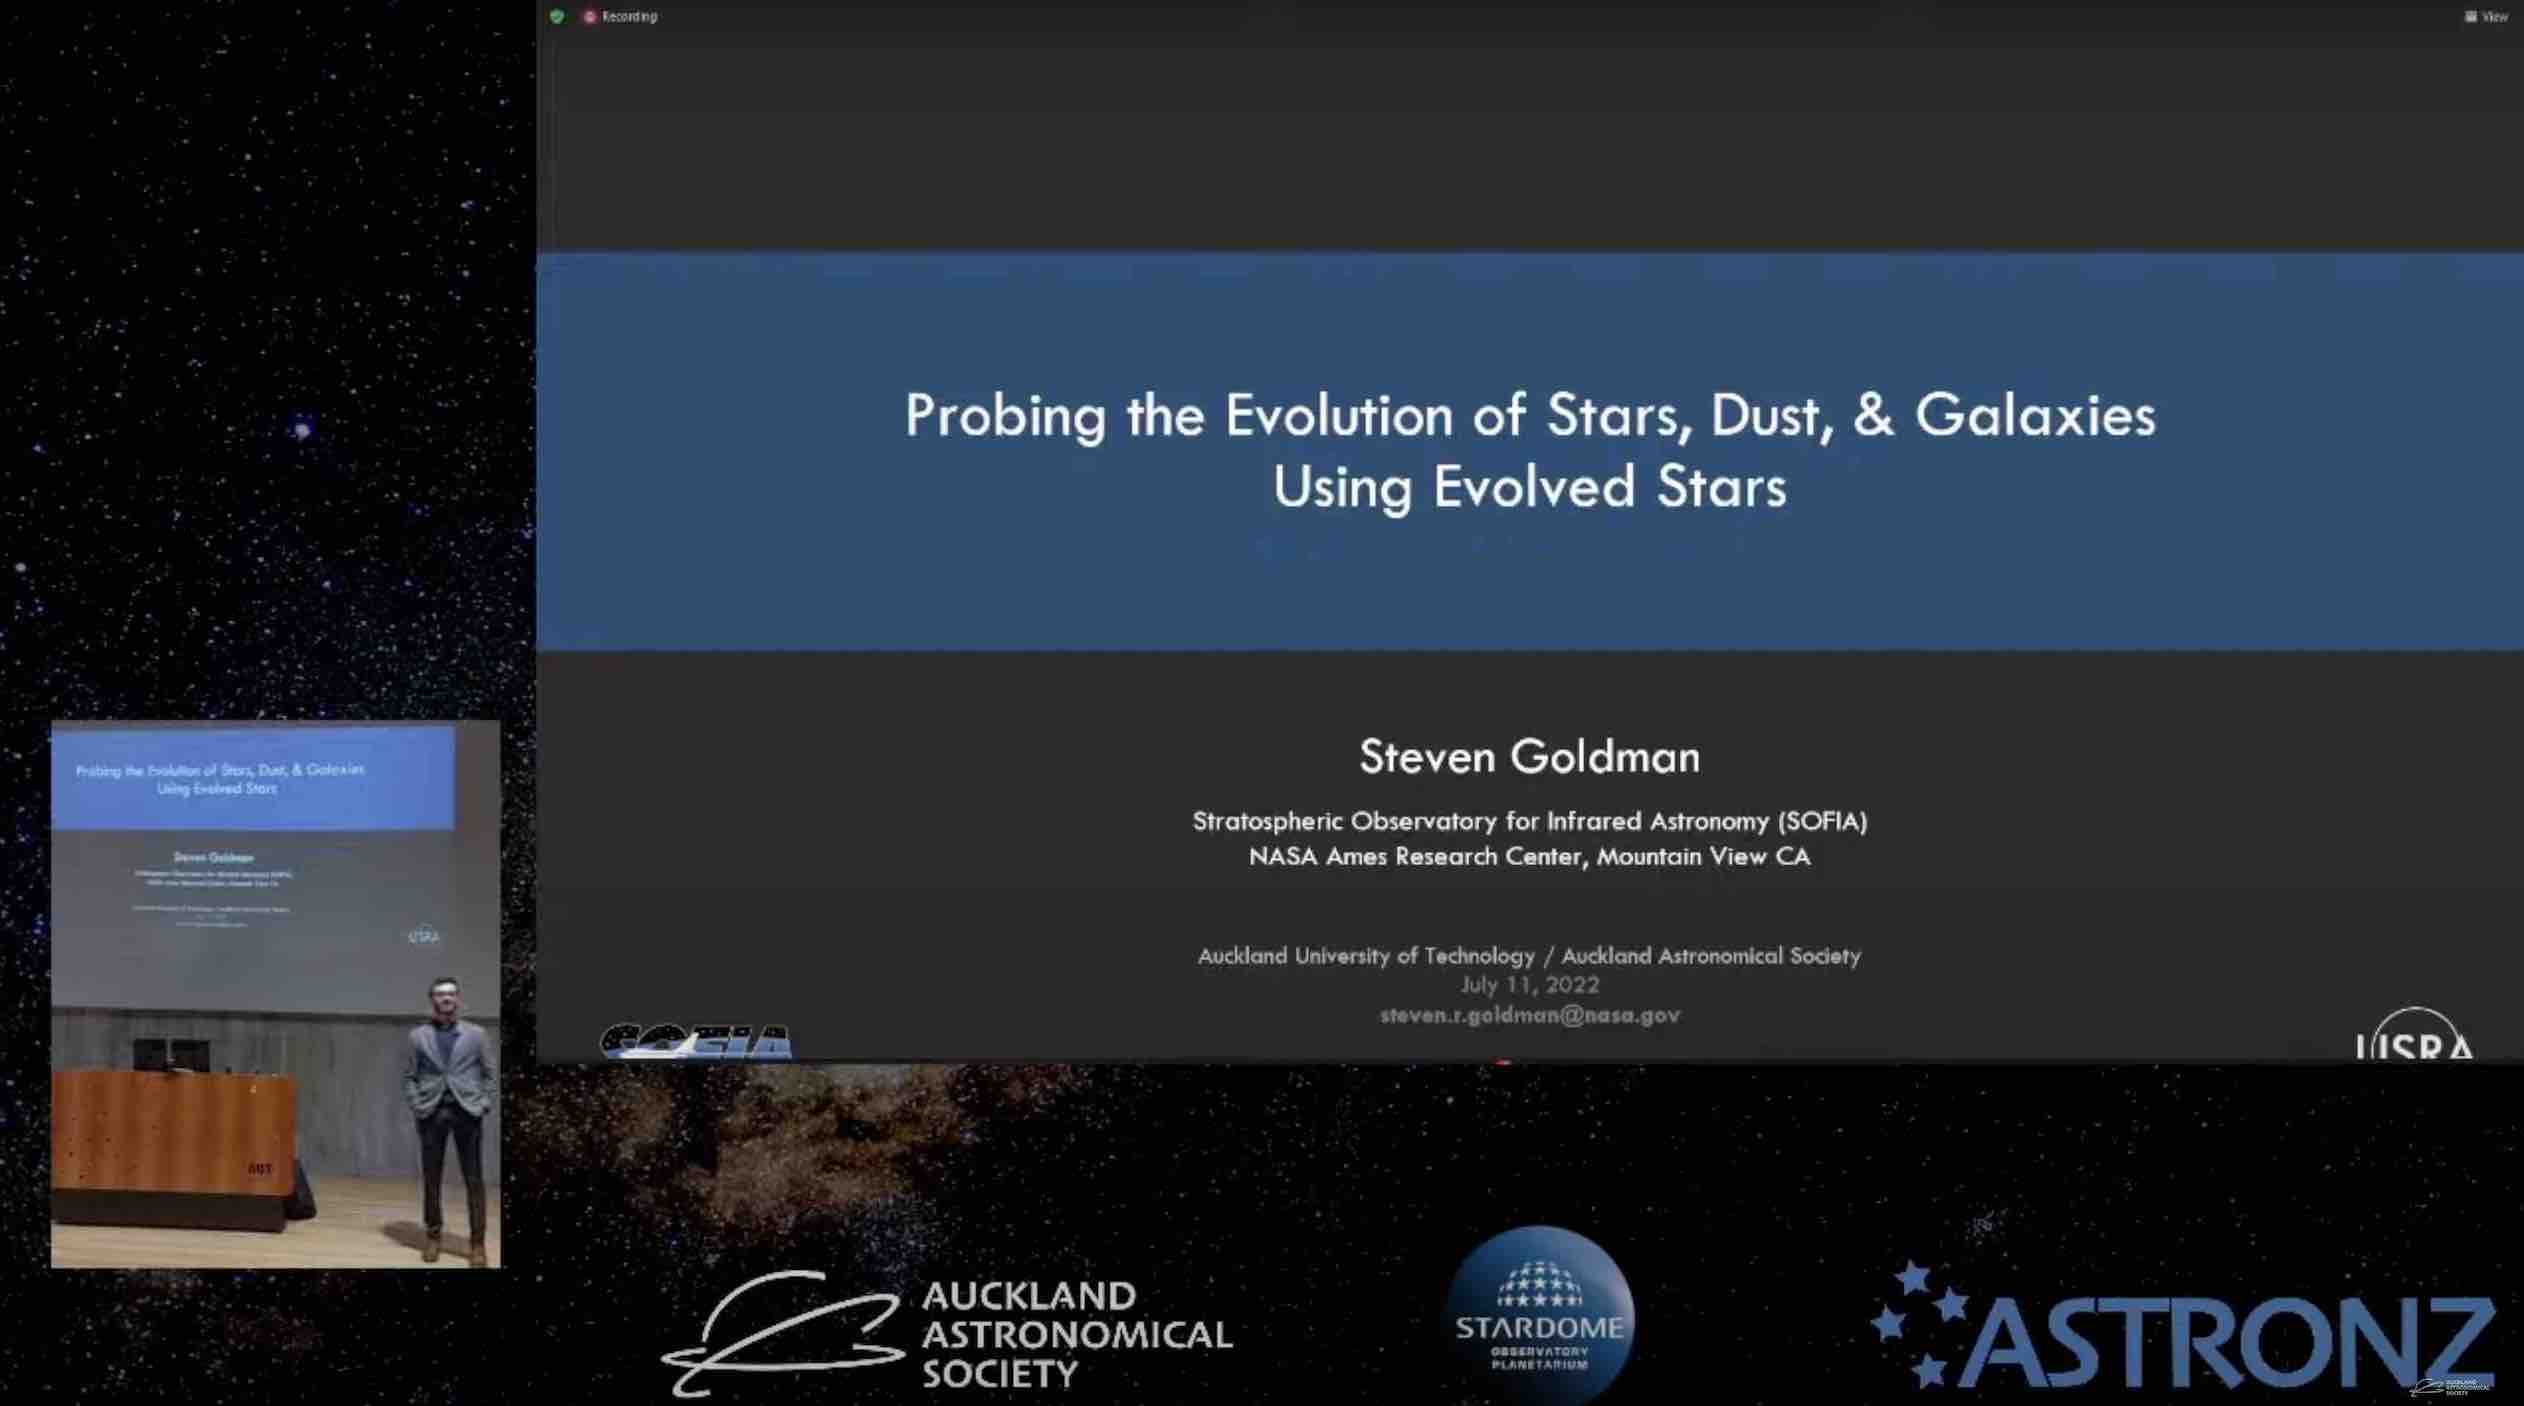 Recording
View
Probing the Evolution of Stars, Dust, & Galaxies
Using Evolved Stars
Steven Goldman
Stratospheric Observatory for Infrared Astronomy (SOFIA)
NASA Ames Research Center, Mountain View CA
Auckland University of Technology / Auckland Astronomical Society
July 11, 2022
steven.r.goldman@nasa.gov
SOFIA
USRA
Probing the Evolution of Stars, Dust, & Galaxies
Using Evolved Stars
Steven Goldman
USRA
AUT
AUCKLAND
ASTRONOMICAL
SOCIETY
STARDOME
OBSERVATORY
PLANETARIUM
ASTRONZ
AUCKLAND
ASTRONOMICAL
SOCIETY